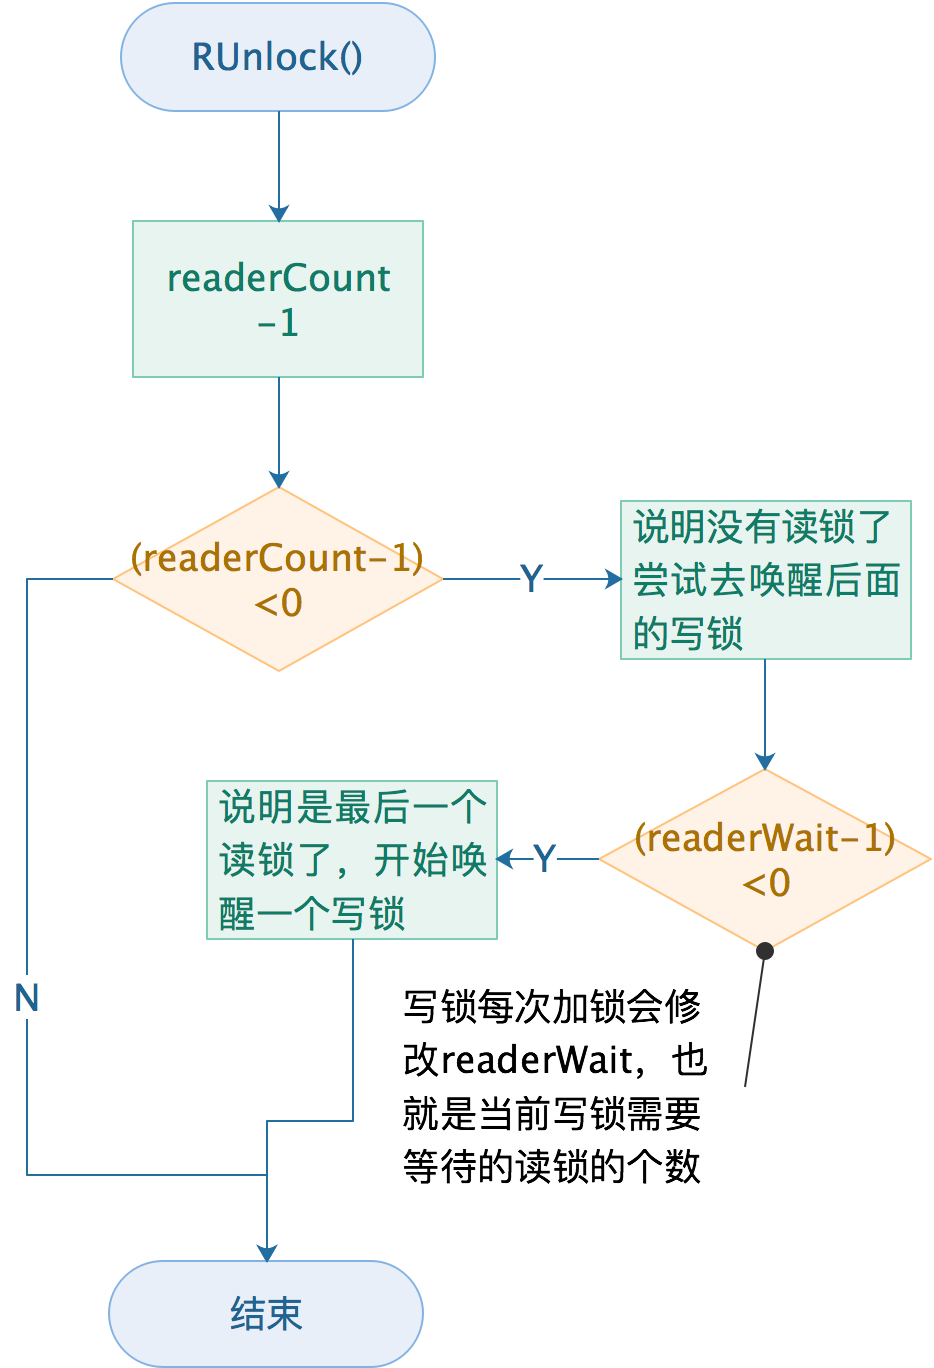 RUnlock()
readerCount
-1
(readerCount-1)
<0
Y
说明没有读锁了
尝试去唤醒后面
的写锁
(readerWait-1)
<0
Y
说明是最后一个
读锁了，开始唤
醒一个写锁
N
写锁每次加锁会修
改readerWait，也
就是当前写锁需要
等待的读锁的个数
结束